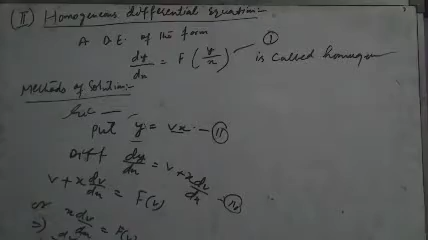 (II) Homogeneous differential Equation:-
A D.E. of the form
dy/dx = F(y/x) — (I) is called homogen
Methods of Solution:-
put y = vx — (II)
Diff dy/dx = v + x dv/dx
v + x dv/dx = F(v)
or x dv/dx = F(v)
⇒)